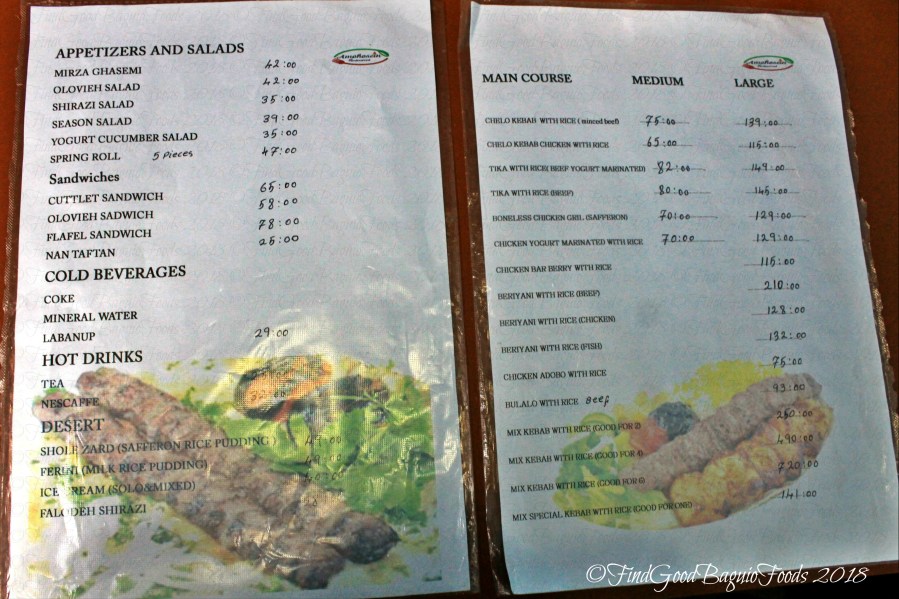 APPETIZERS AND SALADS
MIRZA GHASEMI 42:00
OLOVIEH SALAD 42:00
SHIRAZI SALAD 35:00
SEASON SALAD 39:00
YOGURT CUCUMBER SALAD 35:00
SPRING ROLL 5 Pieces 47:00
Sandwiches
CUTTLET SANDWICH 65:00
OLOVIEH SADWICH 58:00
FLAFEL SANDWICH 78:00
NAN TAFTAN 25:00
COLD BEVERAGES
COKE
MINERAL WATER
LABANUP 29:00
HOT DRINKS
TEA
NESCAFFE
DESERT
SHOLE ZARD (SAFFRON RICE PUDDING ) 49:00
FERINI (MILK RICE PUDDING) 49:00
ICE CREAM (SOLO&MIXED)
FALODEH SHIRAZI
MAIN COURSE MEDIUM LARGE
CHELO KEBAB WITH RICE ( minced beef) 75:00 139:00
CHELO KEBAB CHICKEN WITH RICE 65:00 115:00
TIKA WITH RICE( BEEF YOGURT MARINATED) 82:00 149:00
TIKA WITH RICE (BEEF) 80:00 145:00
BONELESS CHICKEN GRIL (SAFFERON) 70:00 129:00
CHICKEN YOGURT MARINATED WITH RICE 70:00 129:00
CHICKEN BAR BERRY WITH RICE 115:00
BERIYANI WITH RICE (BEEF) 210:00
BERIYANI WITH RICE (CHICKEN) 128:00
BERIYANI WITH RICE (FISH) 132:00
CHICKEN ADOBO WITH RICE 75:00
BULALO WITH RICE Beef 93:00
MIX KEBAB WITH RICE (GOOD FOR 2) 250:00
MIX KEBAB WITH RICE (GOOD FOR 4) 490:00
MIX KEBAB WITH RICE (GOOD FOR 6) 720:00
MIX SPECIAL KEBAB WITH RICE (GOOD FOR ONE) 141:00
©FindGoodBaguioFoods 2018